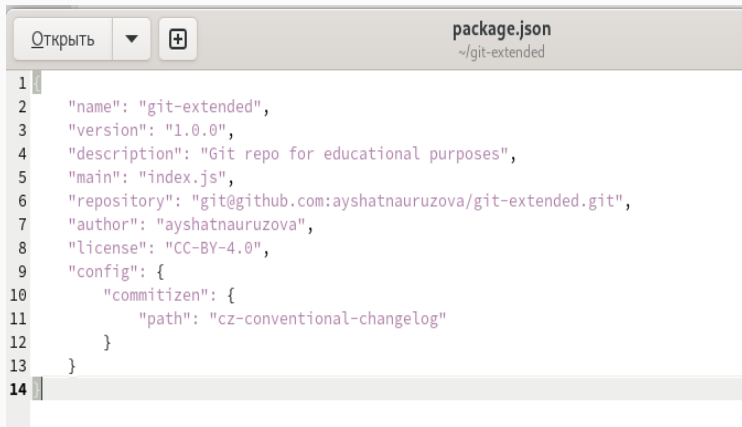 Открыть
package.json
~/git-extended
1 {
2 "name": "git-extended",
3 "version": "1.0.0",
4 "description": "Git repo for educational purposes",
5 "main": "index.js",
6 "repository": "git@github.com:ayshatnauruzova/git-extended.git",
7 "author": "ayshatnauruzova",
8 "license": "CC-BY-4.0",
9 "config": {
10 "commitizen": {
11 "path": "cz-conventional-changelog"
12 }
13 }
14 }